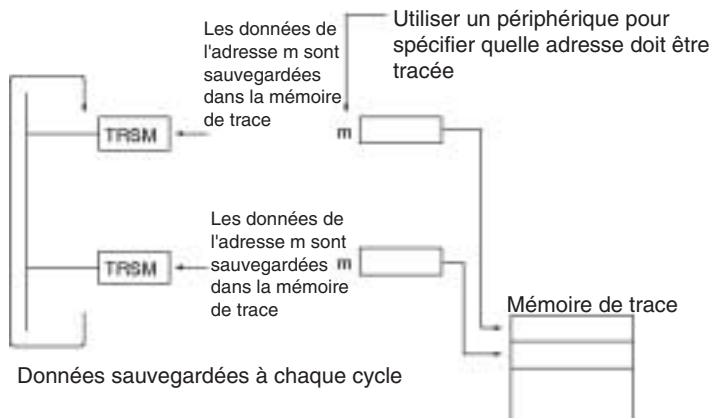 Les données de
l'adresse m sont
sauvegardées
dans la mémoire
de trace
Utiliser un périphérique pour
spécifier quelle adresse doit être
tracée
TRSM
m
Les données de
l'adresse m sont
sauvegardées
dans la mémoire
de trace
TRSM
m
Mémoire de trace
Données sauvegardées à chaque cycle